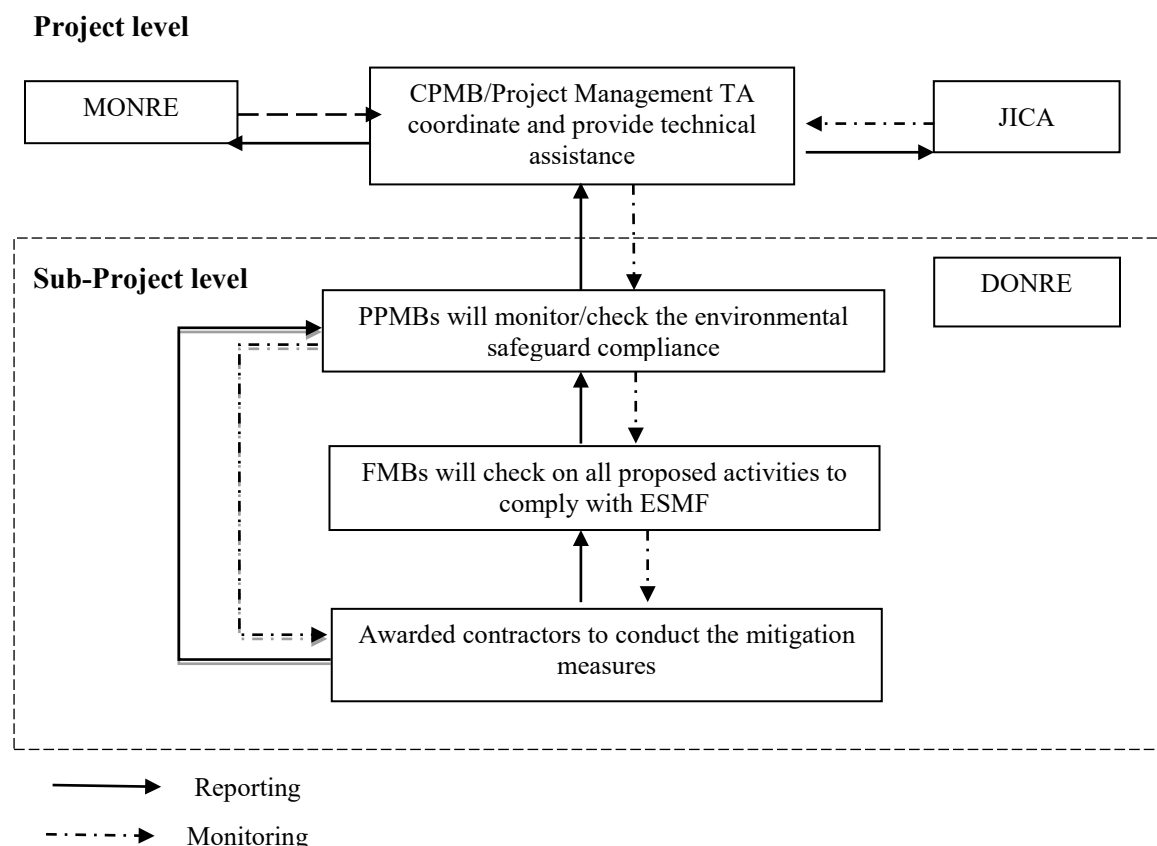 Project level
MONRE
CPMB/Project Management TA
coordinate and provide technical
assistance
JICA
Sub-Project level
DONRE
PPMBs will monitor/check the environmental
safeguard compliance
FMBs will check on all proposed activities to
comply with ESMF
Awarded contractors to conduct the mitigation
measures
Reporting
Monitoring